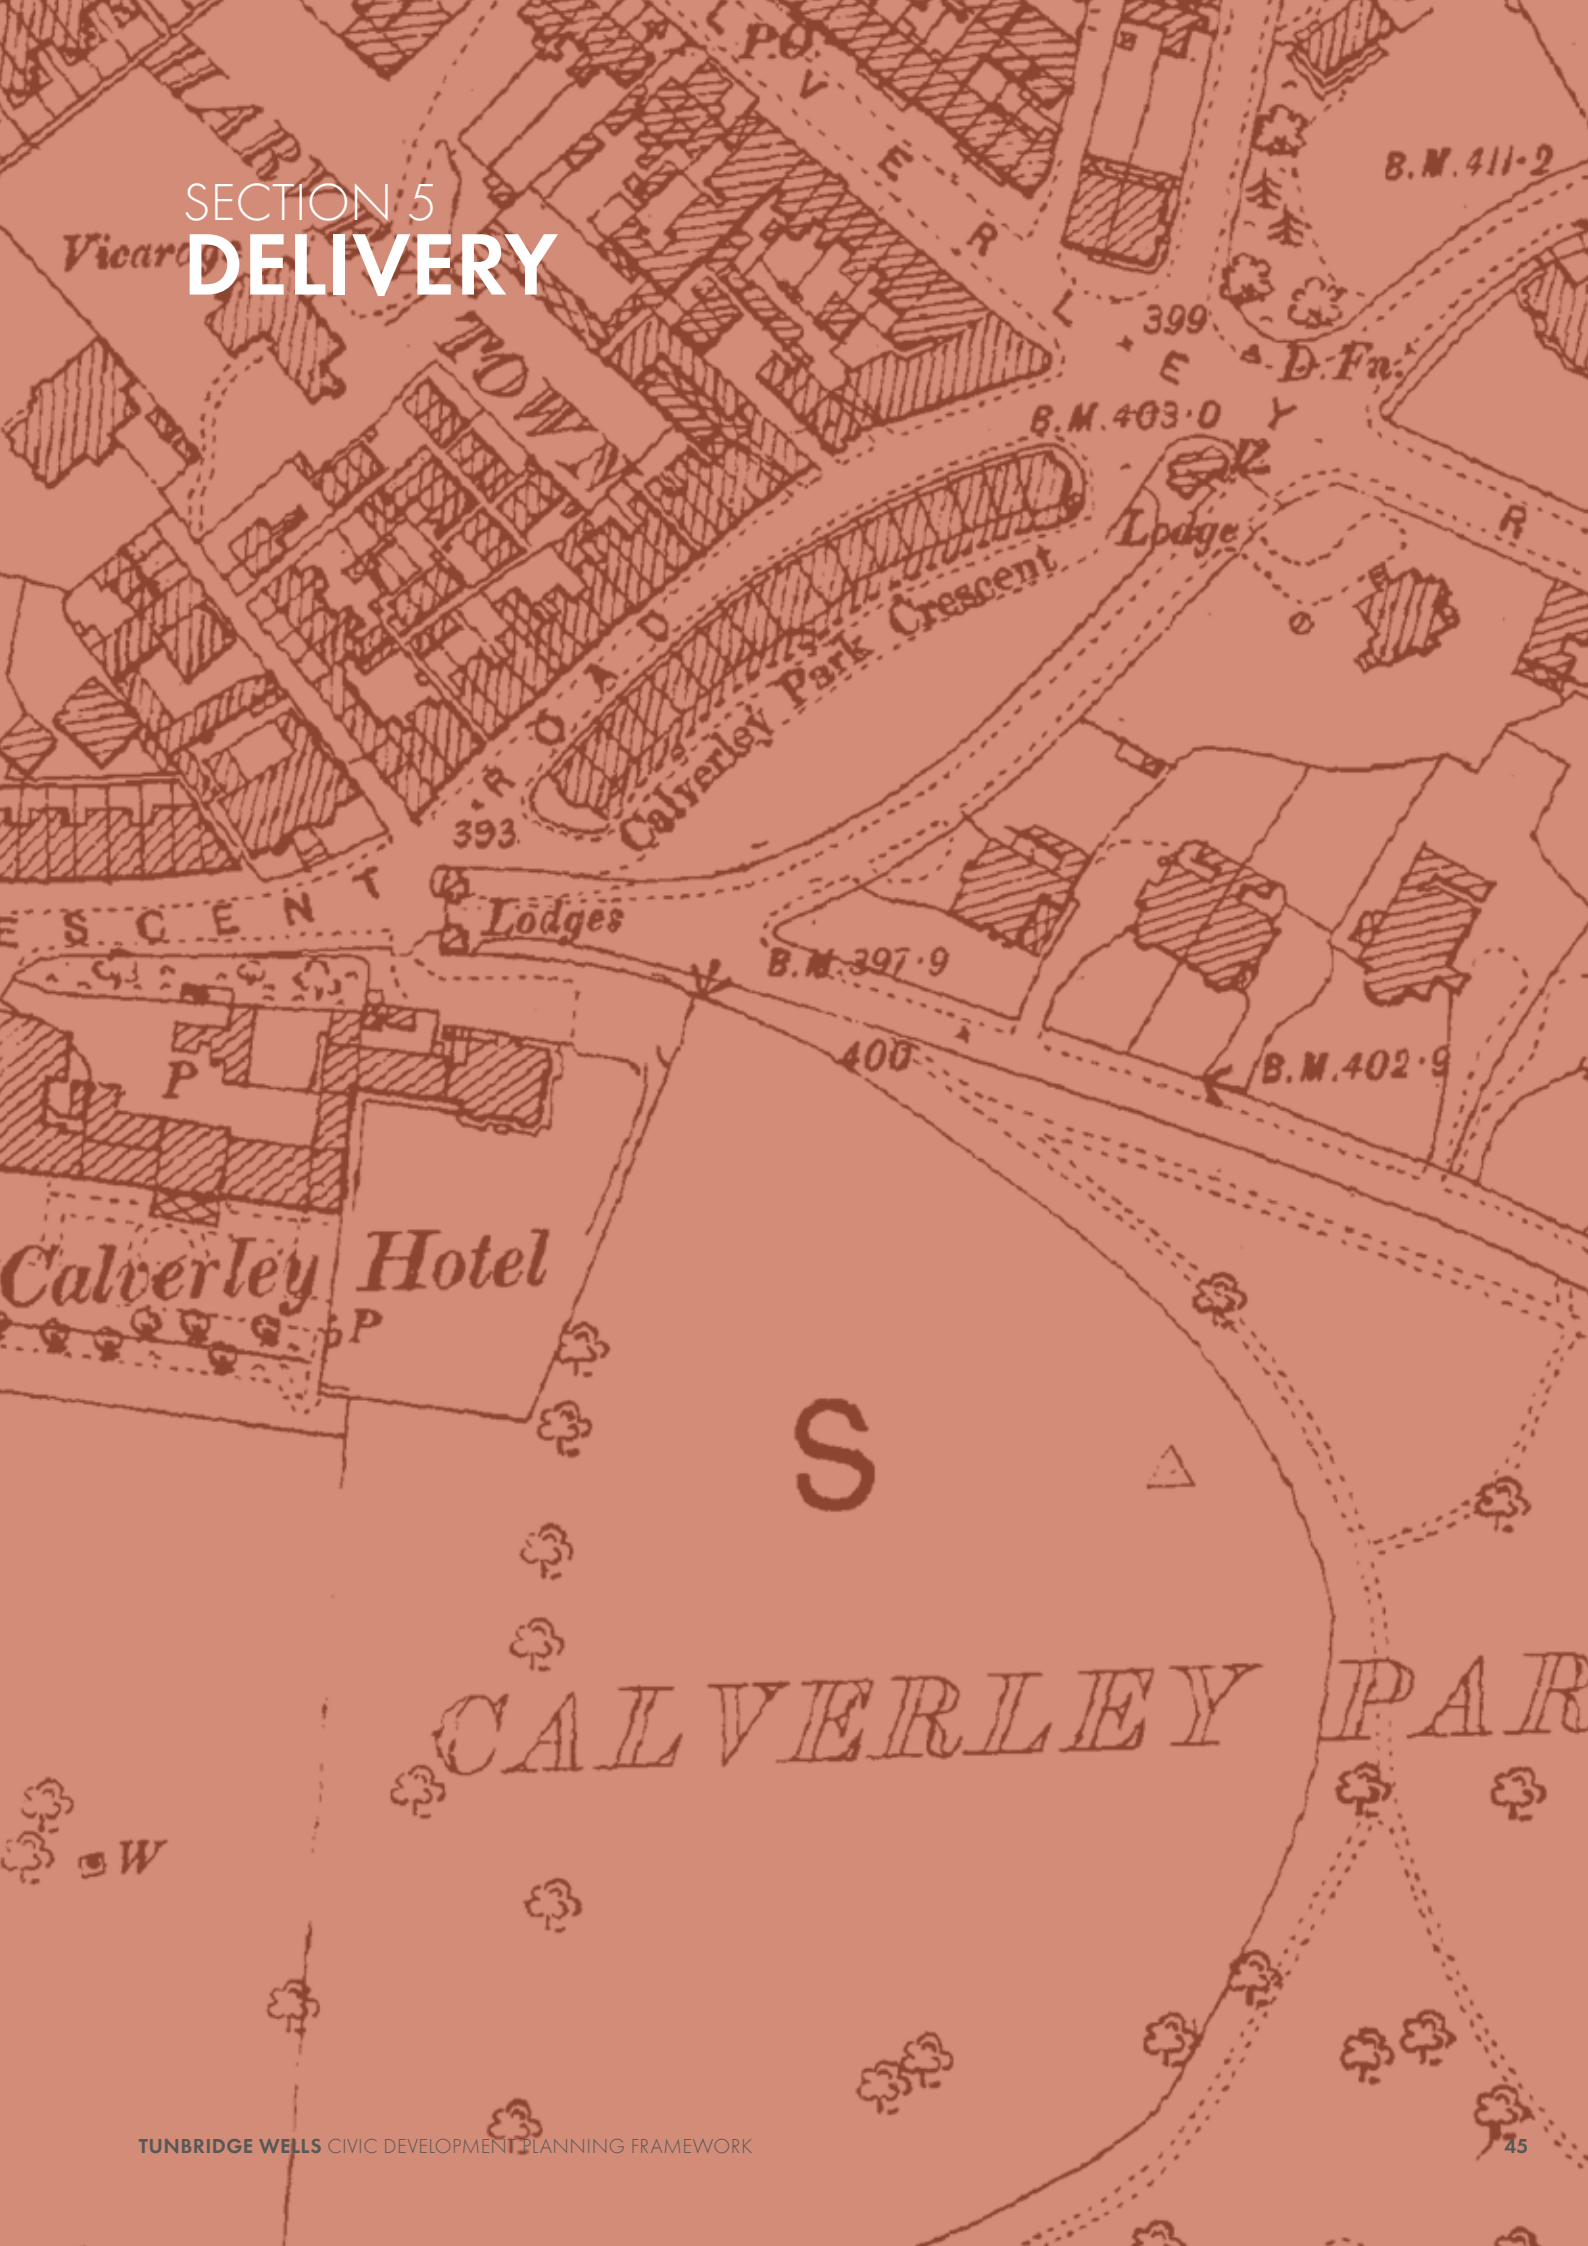 P.O.
B.M.411·2
SECTION 5
DELIVERY
399
D.Fn.
TOWN
B.M.403·0
Lodge
ROAD
Calverley Park Crescent
393
ESCENT
Lodges
B.M.397·9
400
B.M.402·9
P
Calverley Hotel
P
S
CALVERLEY PAR
W
TUNBRIDGE WELLS CIVIC DEVELOPMENT PLANNING FRAMEWORK
45